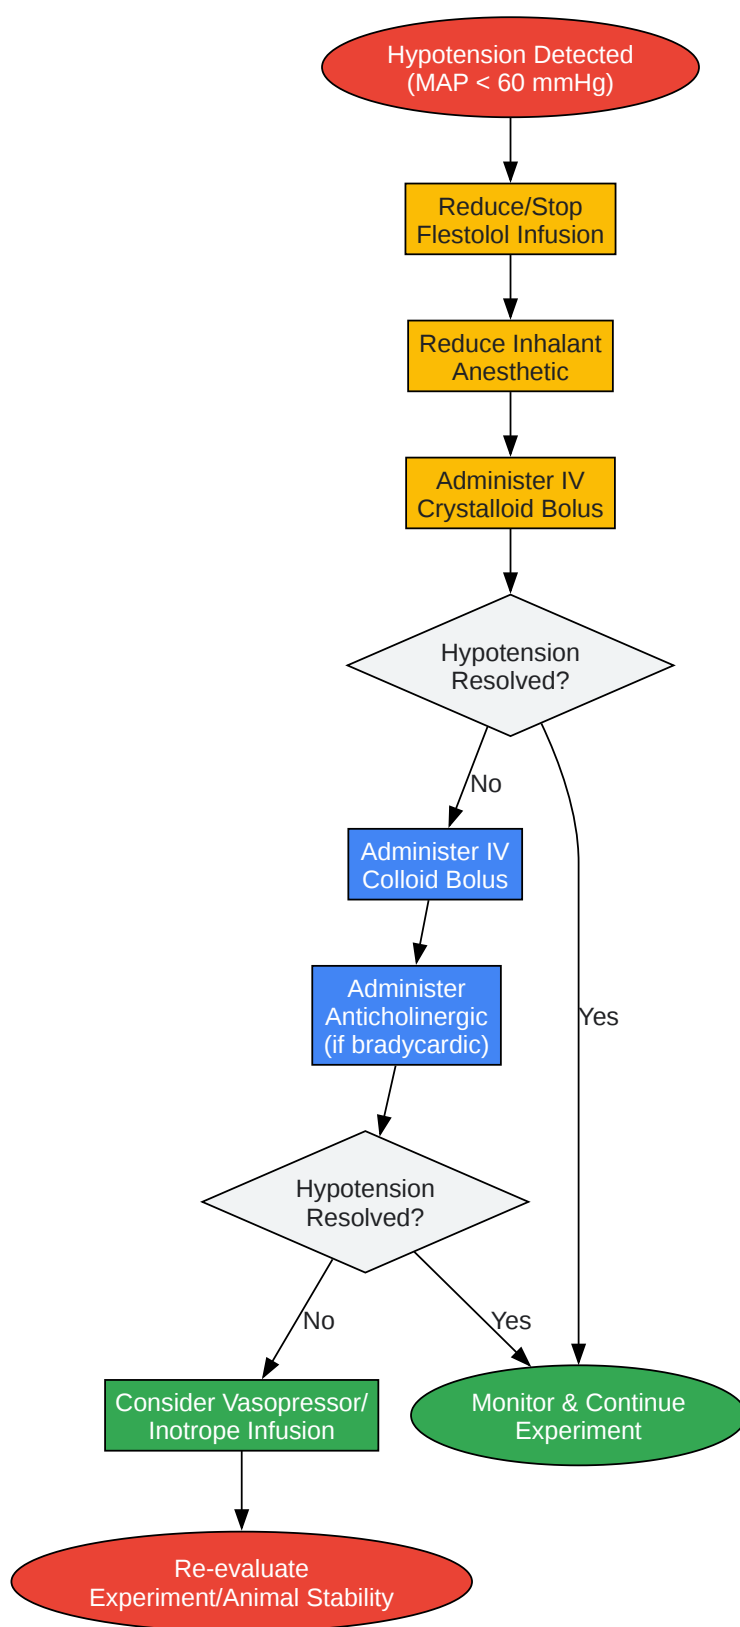 Hypotension Detected
(MAP < 60 mmHg)
Reduce/Stop
Flestolol Infusion
Reduce Inhalant
Anesthetic
Administer IV
Crystalloid Bolus
Hypotension
Resolved?
No
Administer IV
Colloid Bolus
Administer
Anticholinergic
(if bradycardic)
Yes
Hypotension
Resolved?
No
Yes
Consider Vasopressor/
Inotrope Infusion
Monitor & Continue
Experiment
Re-evaluate
Experiment/Animal Stability